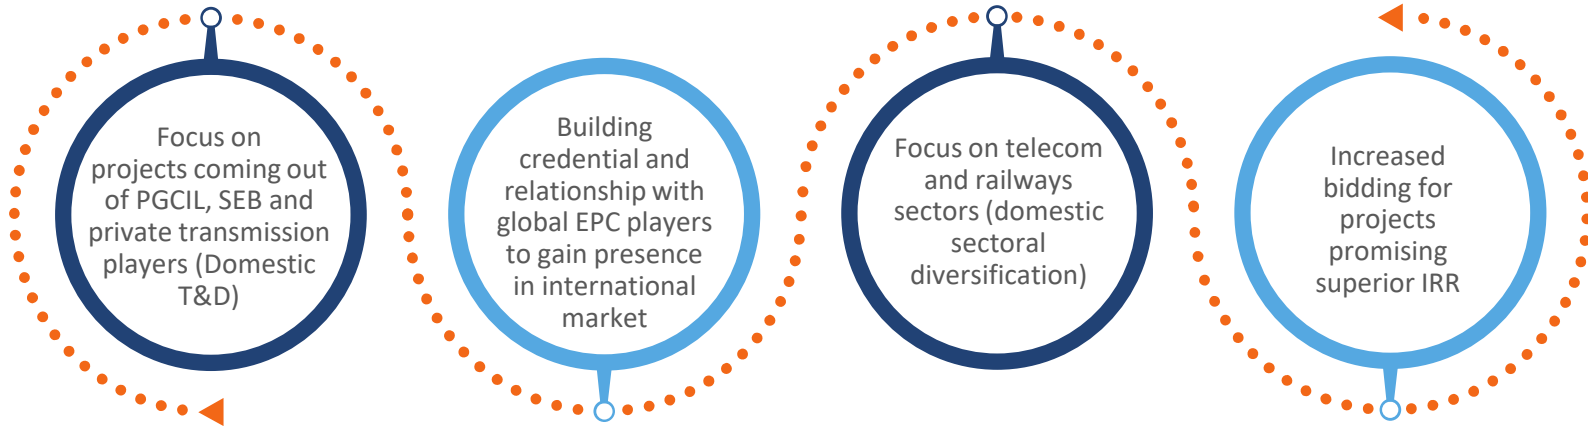 Focus on
projects coming out
of PGCIL, SEB and
private transmission
players (Domestic
T&D)
Building
credential and
relationship with
global EPC players
to gain presence
in international
market
Focus on telecom
and railways
sectors (domestic
sectoral
diversification)
Increased
bidding for
projects
promising
superior IRR